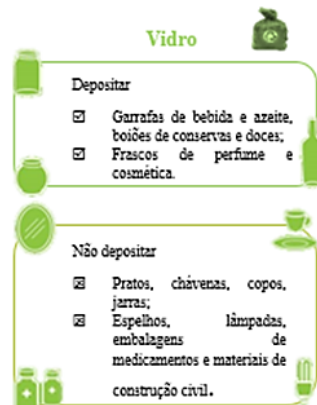 Vidro
Depositar
☑ Garrafas de bebida e azeite,
boiões de conservas e doces;
☑ Frascos de perfume e
cosmética.
Não depositar
☒ Pratos, chávenas, copos,
jarras;
☒ Espelhos, lâmpadas,
embalagens de
medicamentos e materiais de
construção civil.